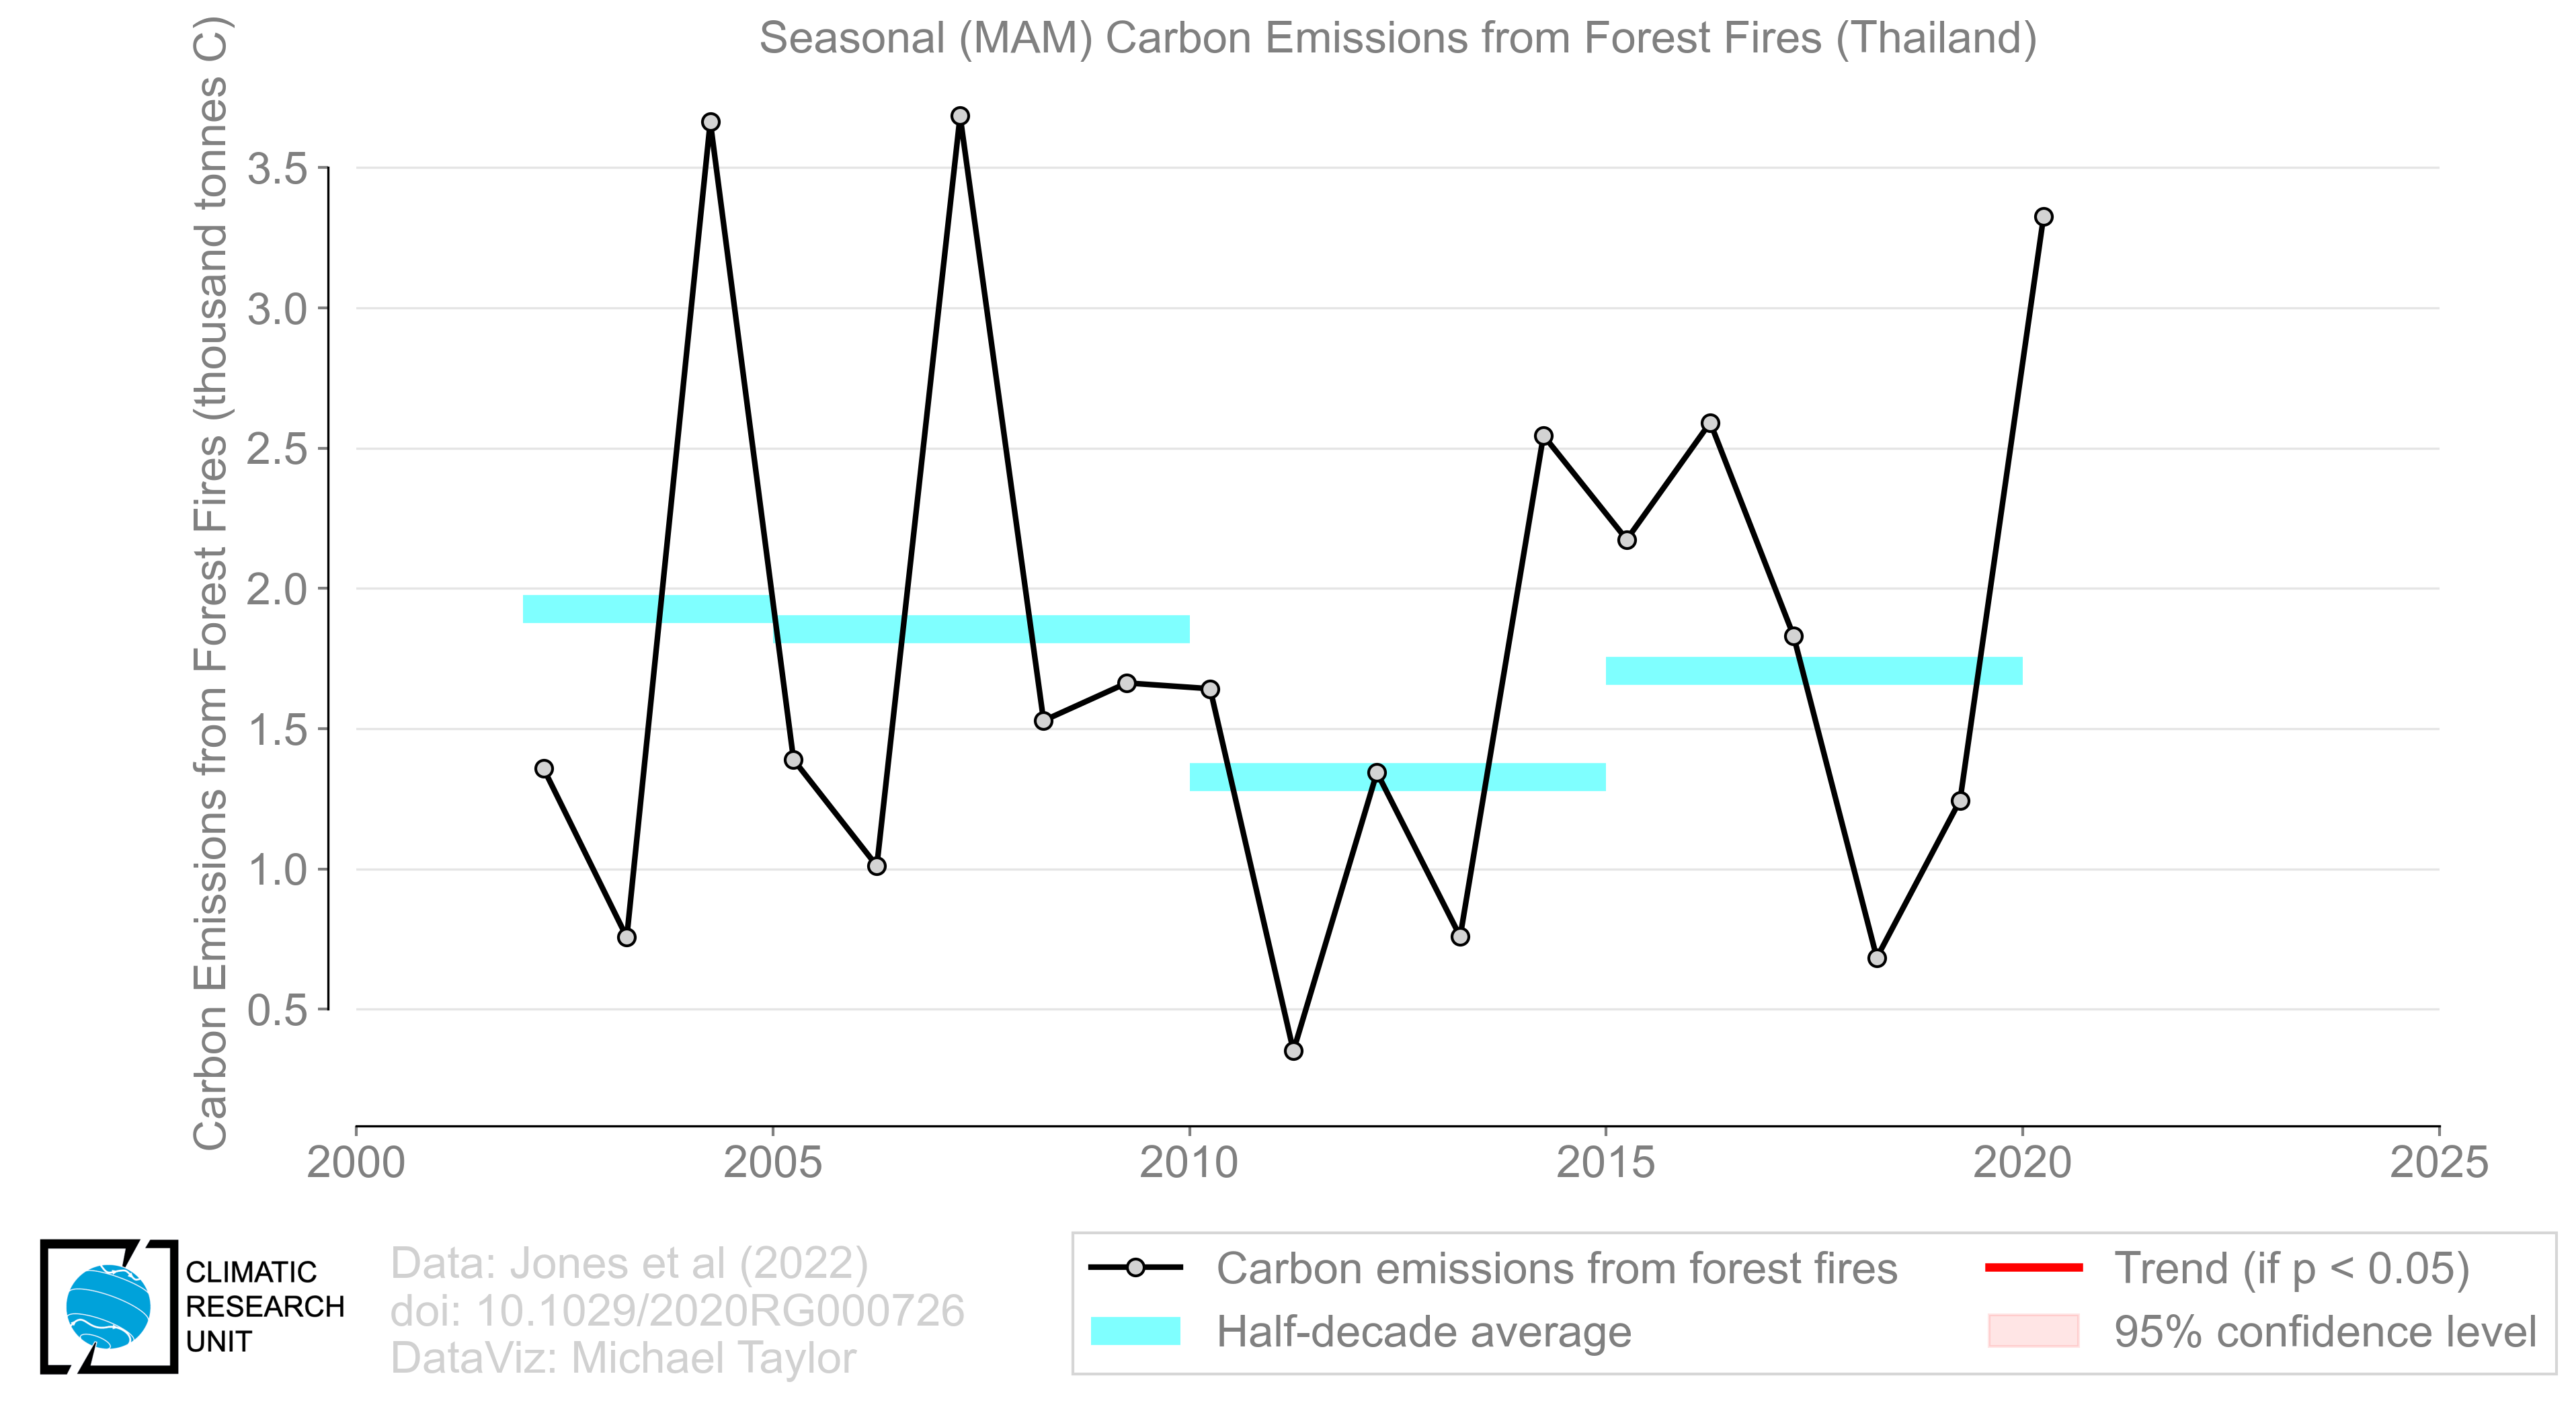 Seasonal (MAM) Carbon Emissions from Forest Fires (Thailand)
Carbon Emissions from Forest Fires (thousand tonnes C)
3.5
3.0
2.5
2.0
1.5
1.0
0.5
2000 2005 2010 2015 2020 2025
CLIMATIC
RESEARCH
UNIT
Data: Jones et al (2022)
doi: 10.1029/2020RG000726
DataViz: Michael Taylor
Carbon emissions from forest fires
Half-decade average
Trend (if p < 0.05)
95% confidence level